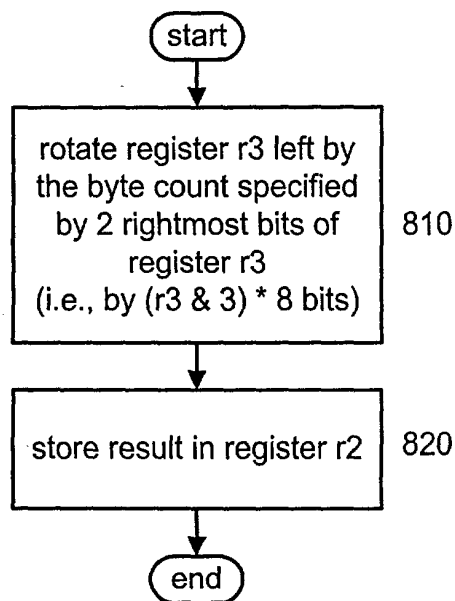 start
rotate register r3 left by
the byte count specified
by 2 rightmost bits of
register r3
(i.e., by (r3 & 3) * 8 bits)
810
store result in register r2
820
end